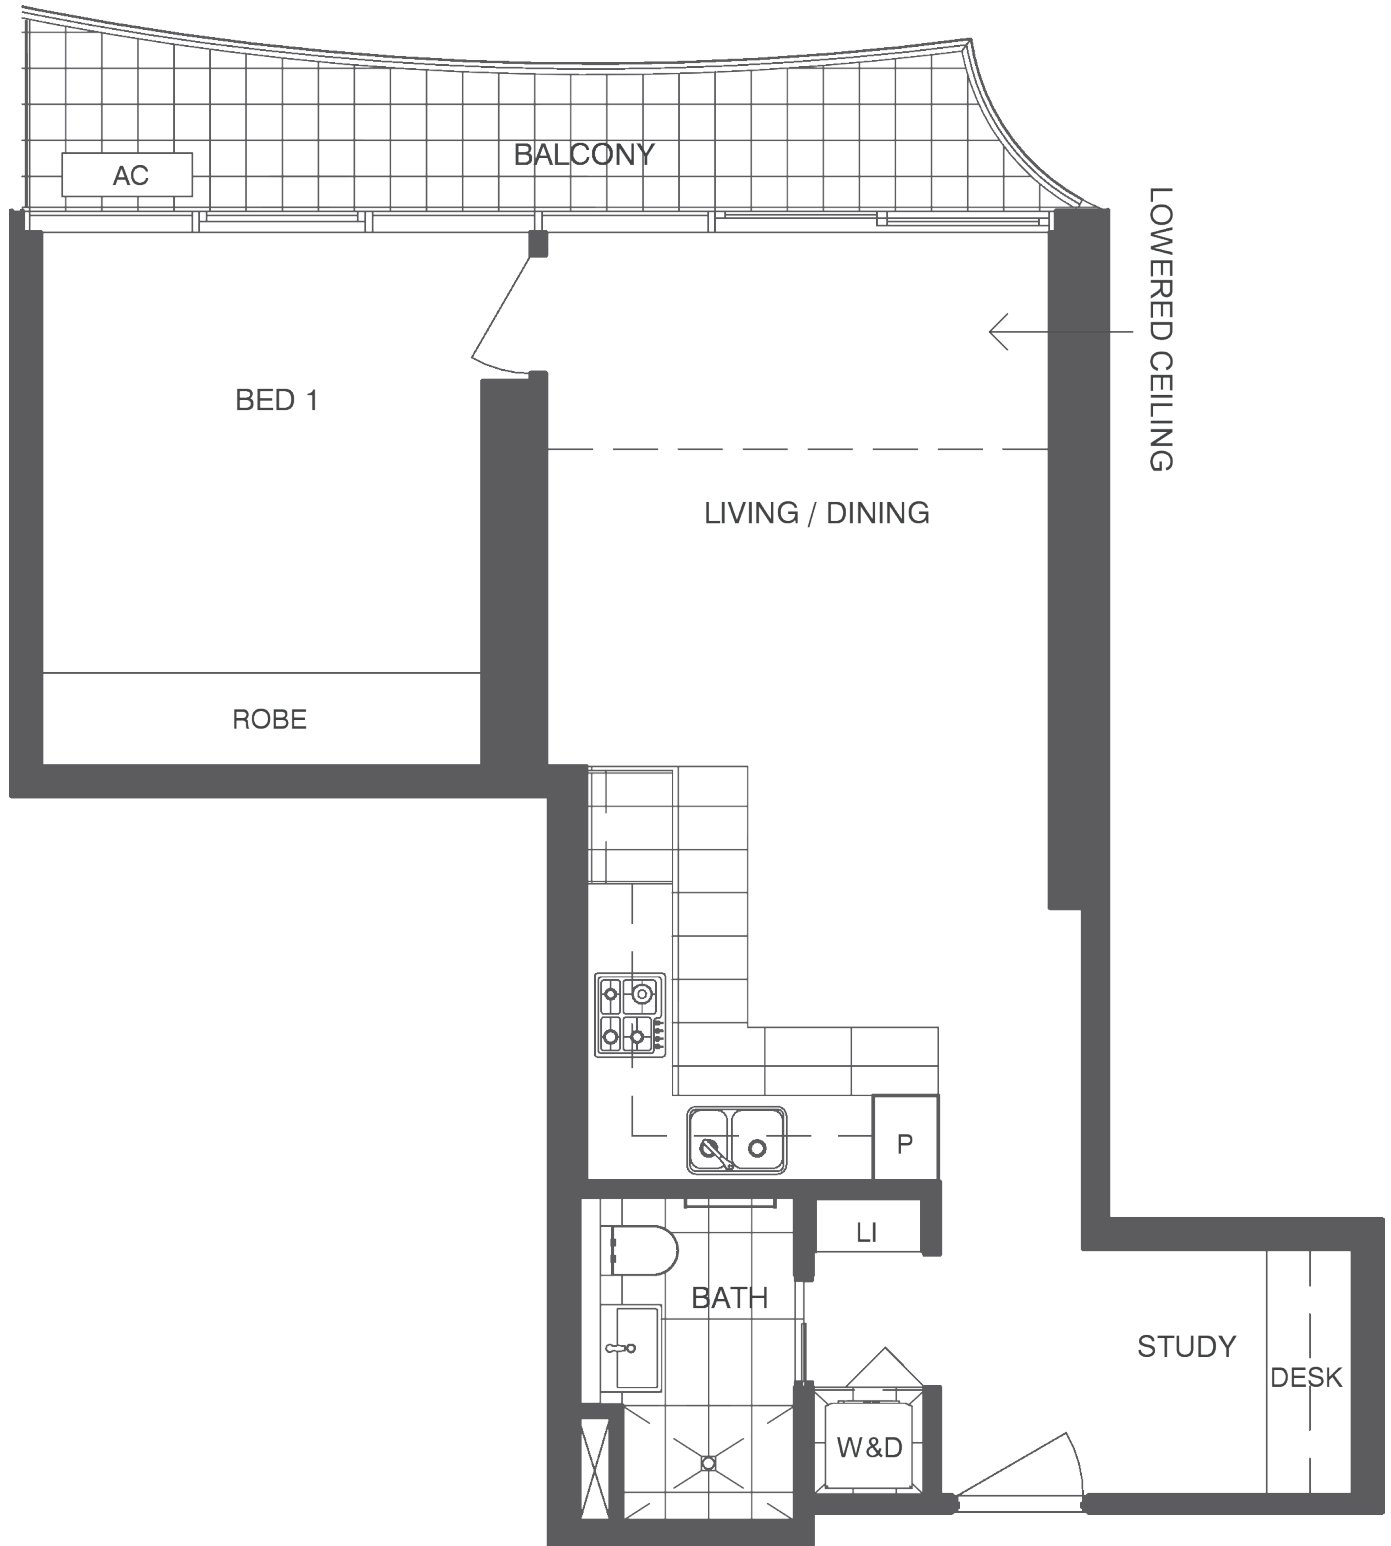 BALCONY
AC
LOWERED CEILING
BED 1
LIVING / DINING
ROBE
P
LI
BATH
STUDY
DESK
W&D